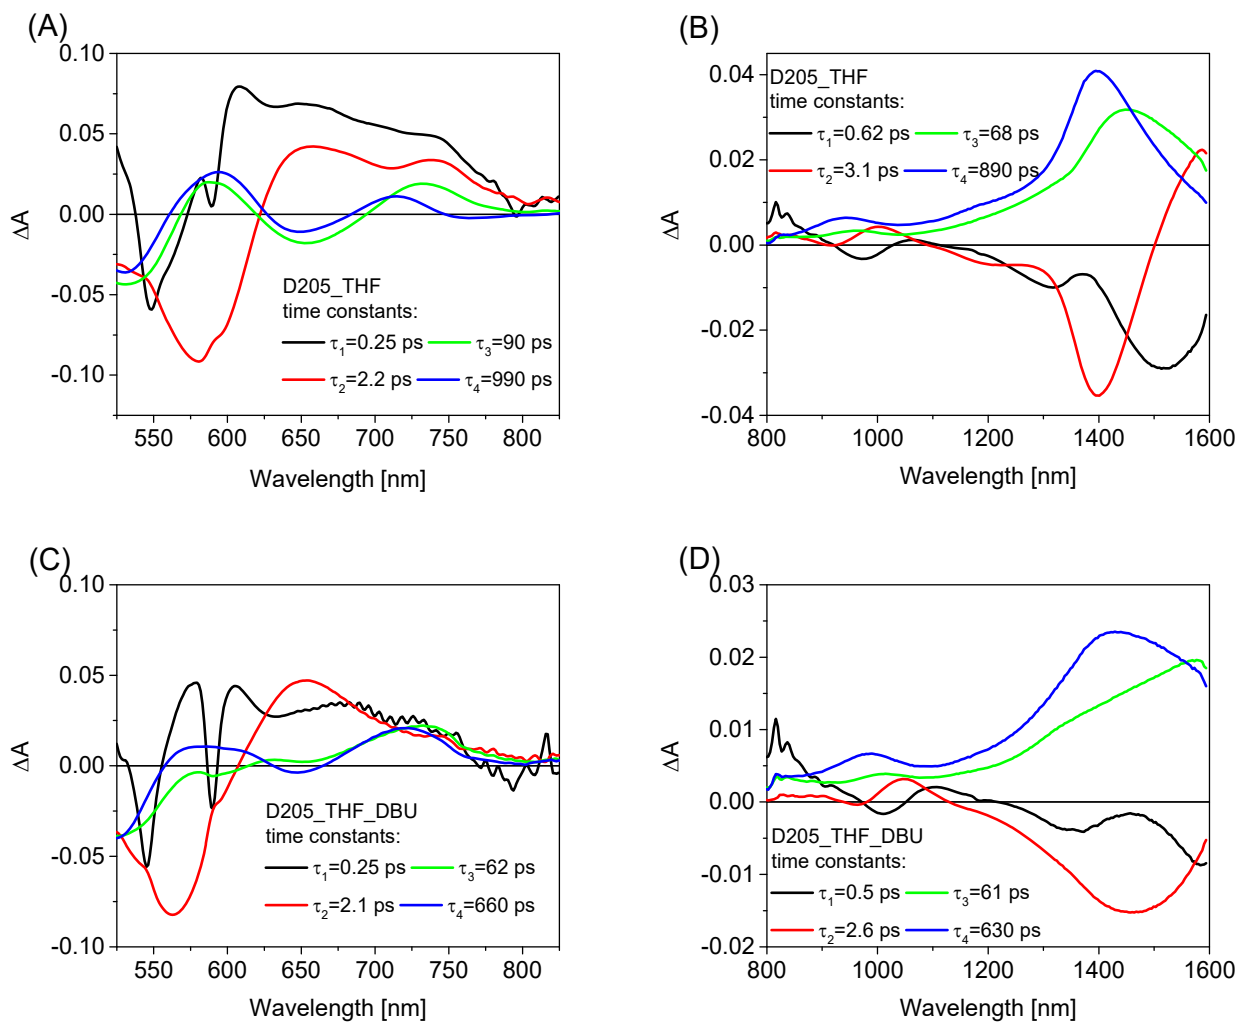 (A)
0.10
0.05
0.00
-0.05
-0.10
ΔA
D205_THF
time constants:
τ1=0.25 ps τ3=90 ps
τ2=2.2 ps τ4=990 ps
550 600 650 700 750 800
Wavelength [nm]
(B)
0.04
0.02
0.00
-0.02
-0.04
ΔA
D205_THF
time constants:
τ1=0.62 ps τ3=68 ps
τ2=3.1 ps τ4=890 ps
800 1000 1200 1400 1600
Wavelength [nm]
(C)
0.10
0.05
0.00
-0.05
-0.10
ΔA
D205_THF_DBU
time constants:
τ1=0.25 ps τ3=62 ps
τ2=2.1 ps τ4=660 ps
550 600 650 700 750 800
Wavelength [nm]
(D)
0.03
0.02
0.01
0.00
-0.01
-0.02
ΔA
D205_THF_DBU
time constants:
τ1=0.5 ps τ3=61 ps
τ2=2.6 ps τ4=630 ps
800 1000 1200 1400 1600
Wavelength [nm]